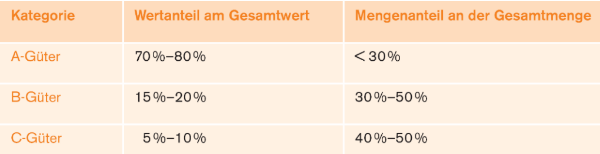 Kategorie Wertanteil am Gesamtwert Mengenanteil an der Gesamtmenge
A-Güter 70%–80% <30%
B-Güter 15%–20% 30%–50%
C-Güter 5%–10% 40%–50%